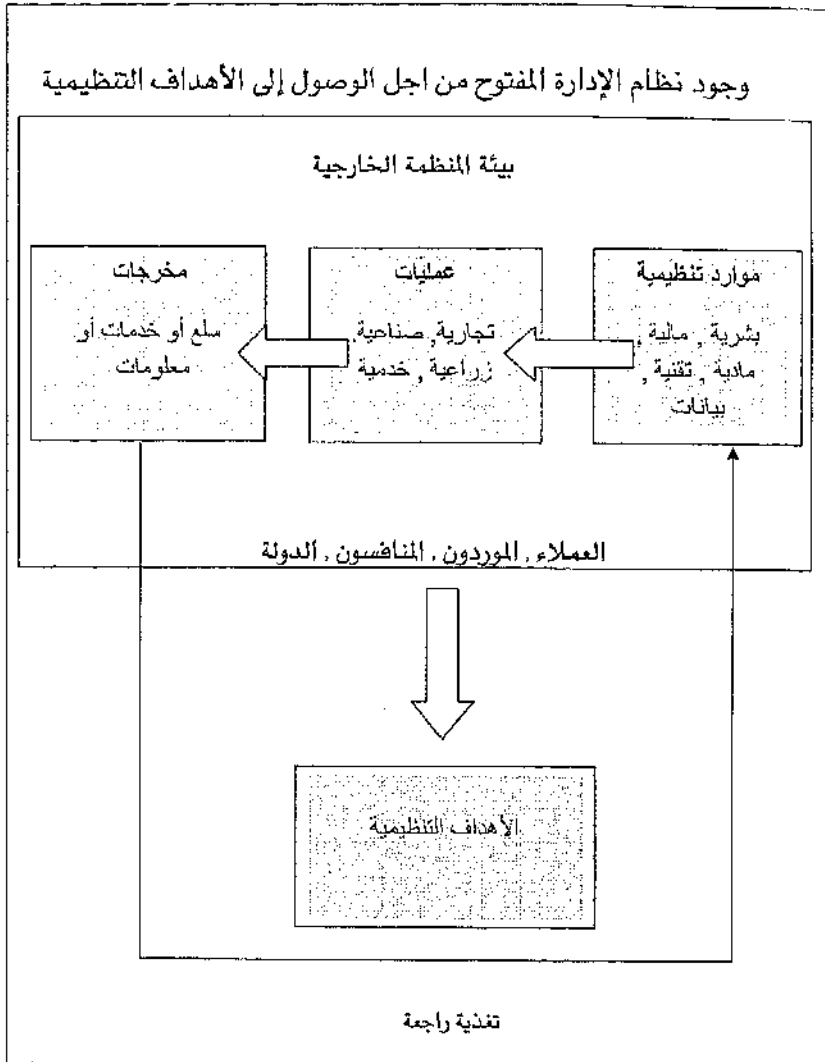 وجود نظام الإدارة المفتوح من اجل الوصول إلى الأهداف التنظيمية
بيئة المنظمة الخارجية
موارد تنظيمية
بشرية , مالية ,
مادية , تقنية ,
بيانات
عمليات
تجارية, صناعية,
زراعية , خدمية
مخرجات
سلع أو خدمات أو
معلومات
العملاء , الموردون , المنافسون , الدولة
الأهداف التنظيمية
تغذية راجعة